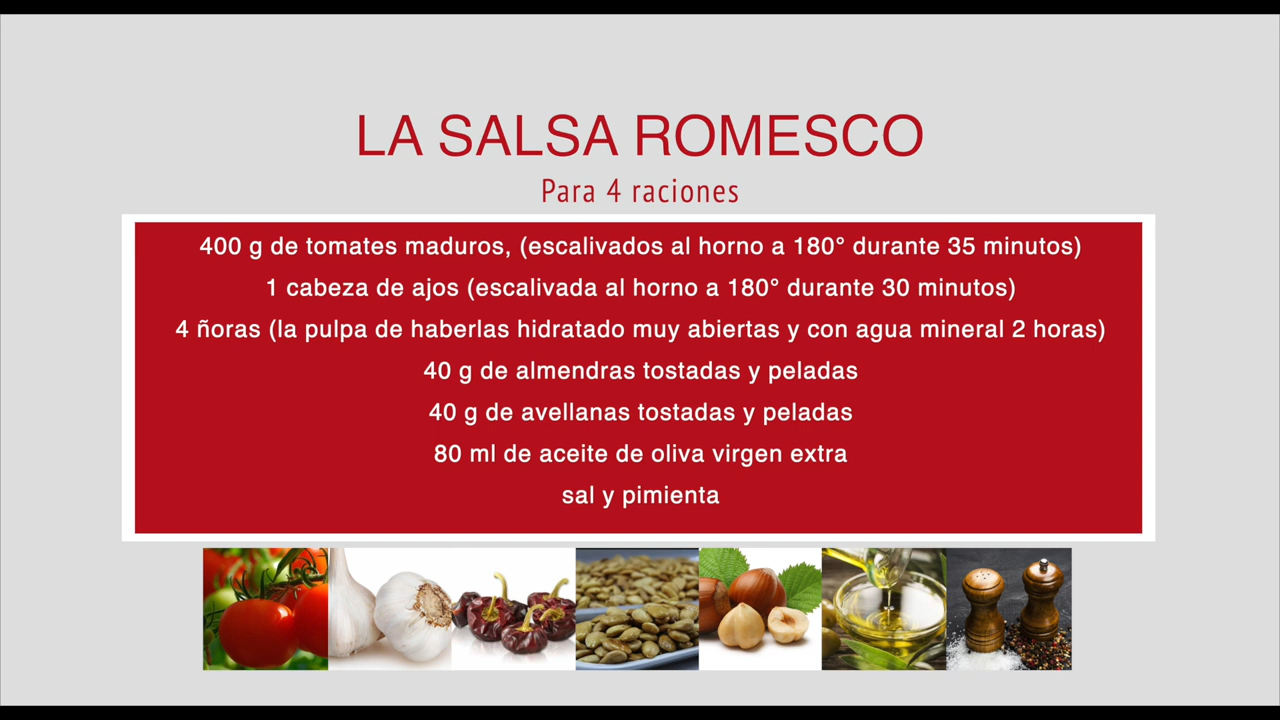 LA SALSA ROMESCO
Para 4 raciones
400 g de tomates maduros, (escalivados al horno a 180° durante 35 minutos)
1 cabeza de ajos (escalivada al horno a 180° durante 30 minutos)
4 ñoras (la pulpa de haberlas hidratado muy abiertas y con agua mineral 2 horas)
40 g de almendras tostadas y peladas
40 g de avellanas tostadas y peladas
80 ml de aceite de oliva virgen extra
sal y pimienta